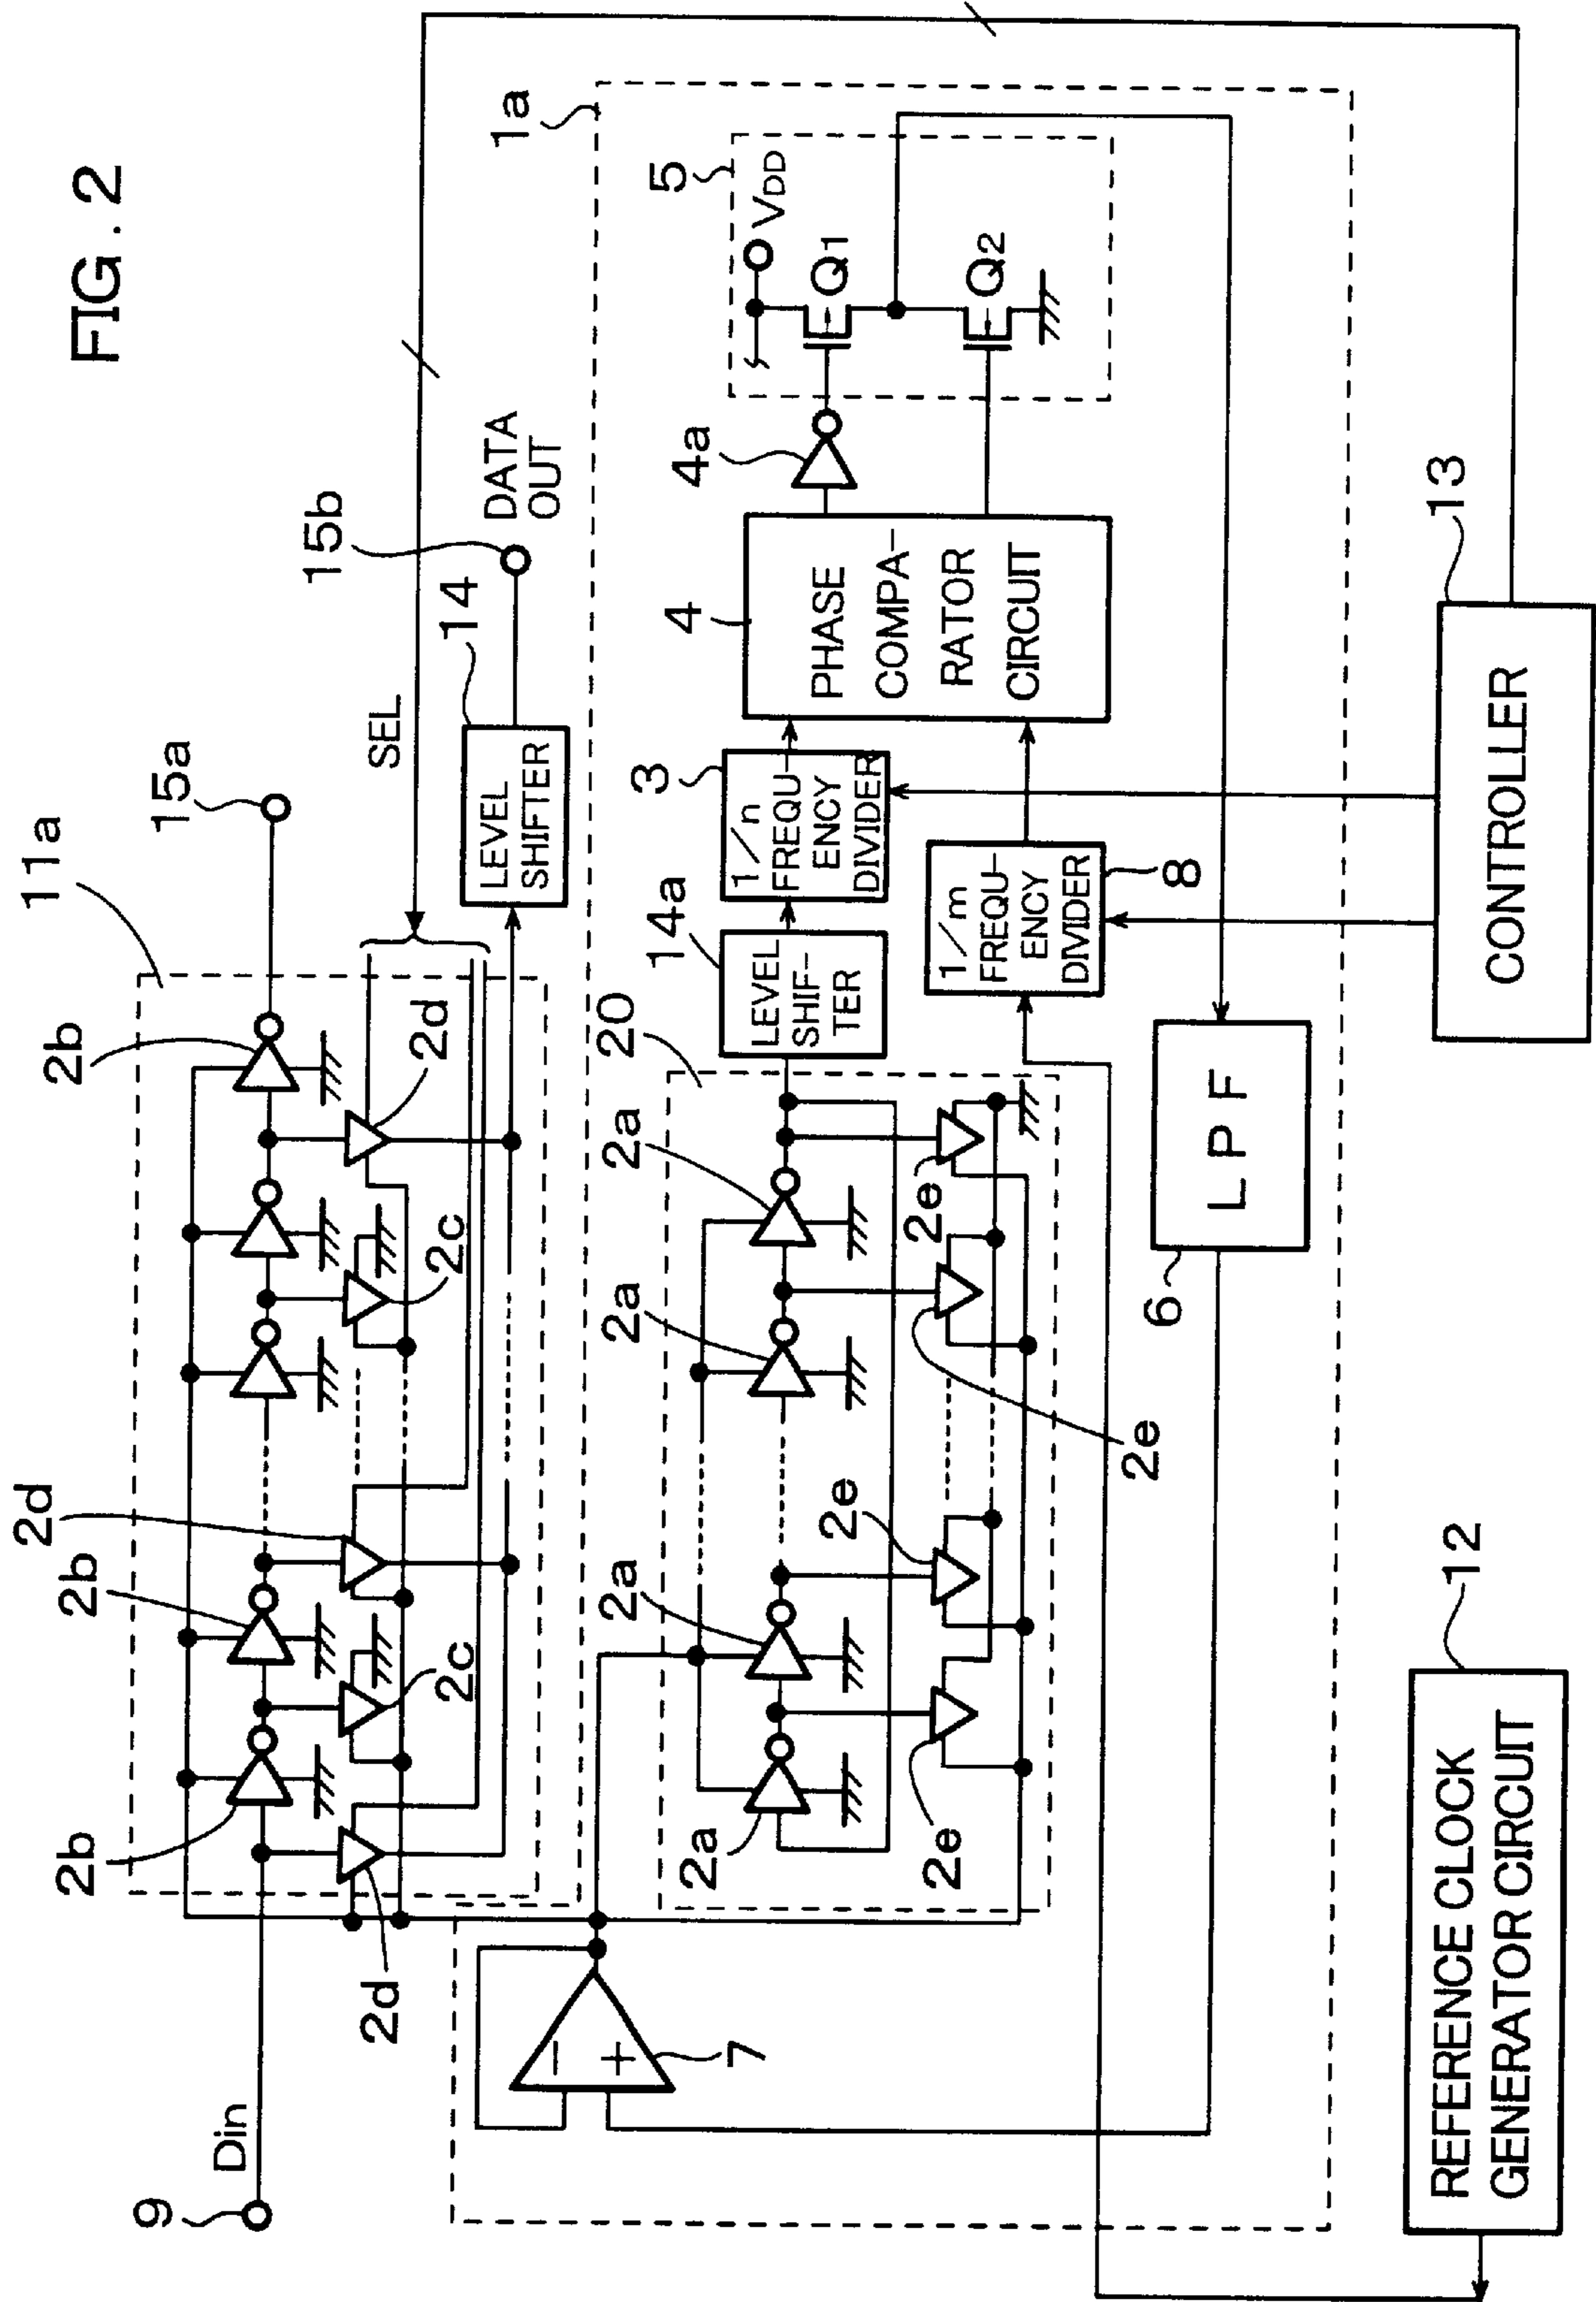 FIG. 2
11a
15a
2b
2d
2c
2d
2b
2c
2b
2d
9
Din
SEL
14
LEVEL
SHIFTER
15b
DATA
OUT
1a
5
VDD
Q1
Q2
4a
4
PHASE
COMPA-
RATOR
CIRCUIT
3
1/n
FREQU-
ENCY
DIVIDER
14a
LEVEL
SHIF-
TER
20
2a
2a
2a
2a
2e
2e
2e
2e
1/m
FREQU-
ENCY
DIVIDER
8
6
LPF
7
-
+
13
CONTROLLER
12
REFERENCE CLOCK
GENERATOR CIRCUIT